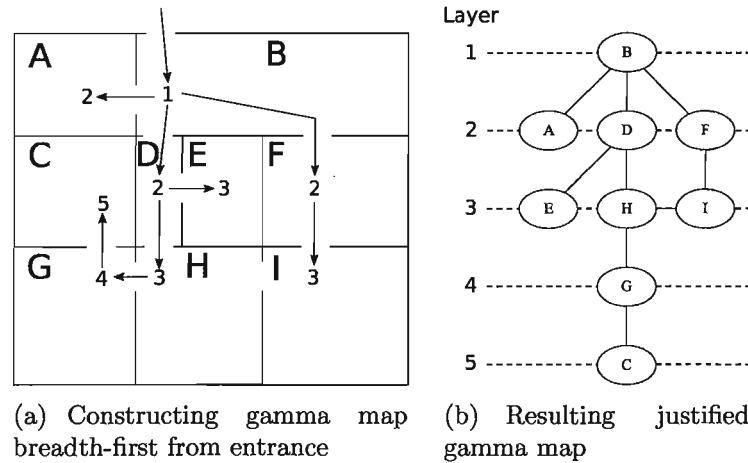 A
B
2
1
C
D
E
F
5
2
3
2
G
H
I
4
3
3
(a) Constructing gamma map
breadth-first from entrance
Layer
1
B
2
A
D
F
3
E
H
I
4
G
5
C
(b) Resulting justified
gamma map